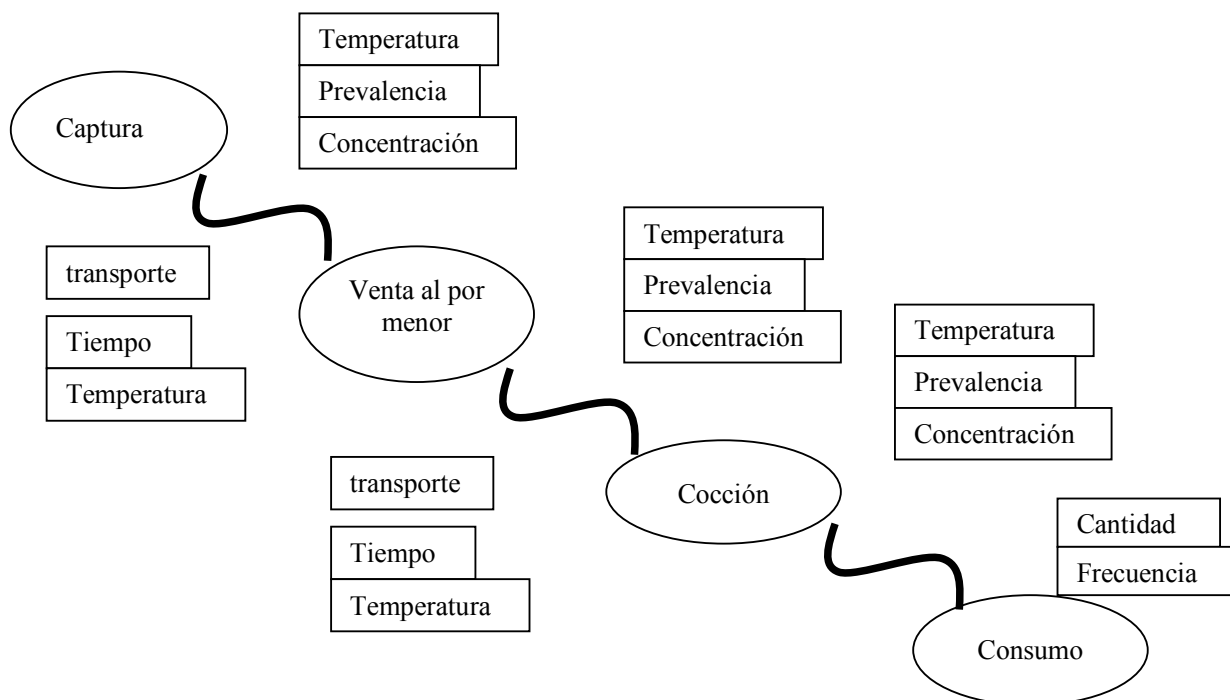 Temperatura
Prevalencia
Concentración
Captura
transporte
Tiempo
Temperatura
Venta al por
menor
Temperatura
Prevalencia
Concentración
Temperatura
Prevalencia
Concentración
transporte
Tiempo
Temperatura
Cocción
Cantidad
Frecuencia
Consumo